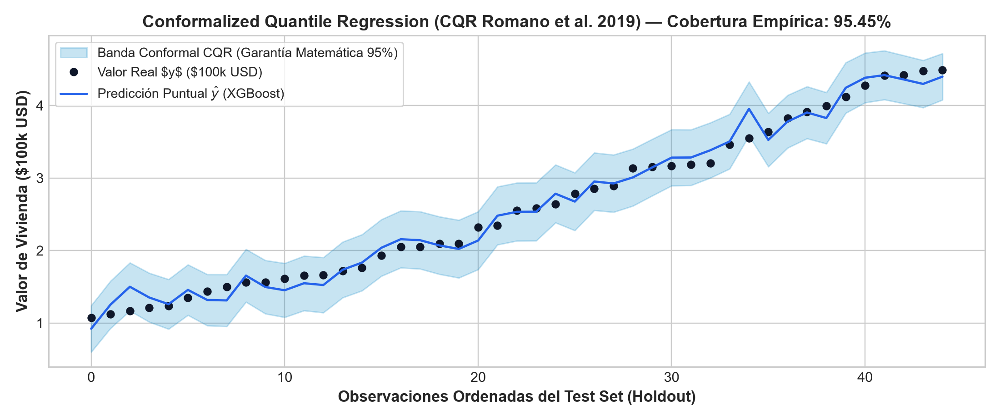 Conformalized Quantile Regression (CQR Romano et al. 2019) — Cobertura Empírica: 95.45%
Banda Conformal CQR (Garantía Matemática 95%)
Valor Real $y$ ($100k USD)
Predicción Puntual ŷ (XGBoost)
Valor de Vivienda ($100k USD)
4
3
2
1
0 10 20 30 40
Observaciones Ordenadas del Test Set (Holdout)